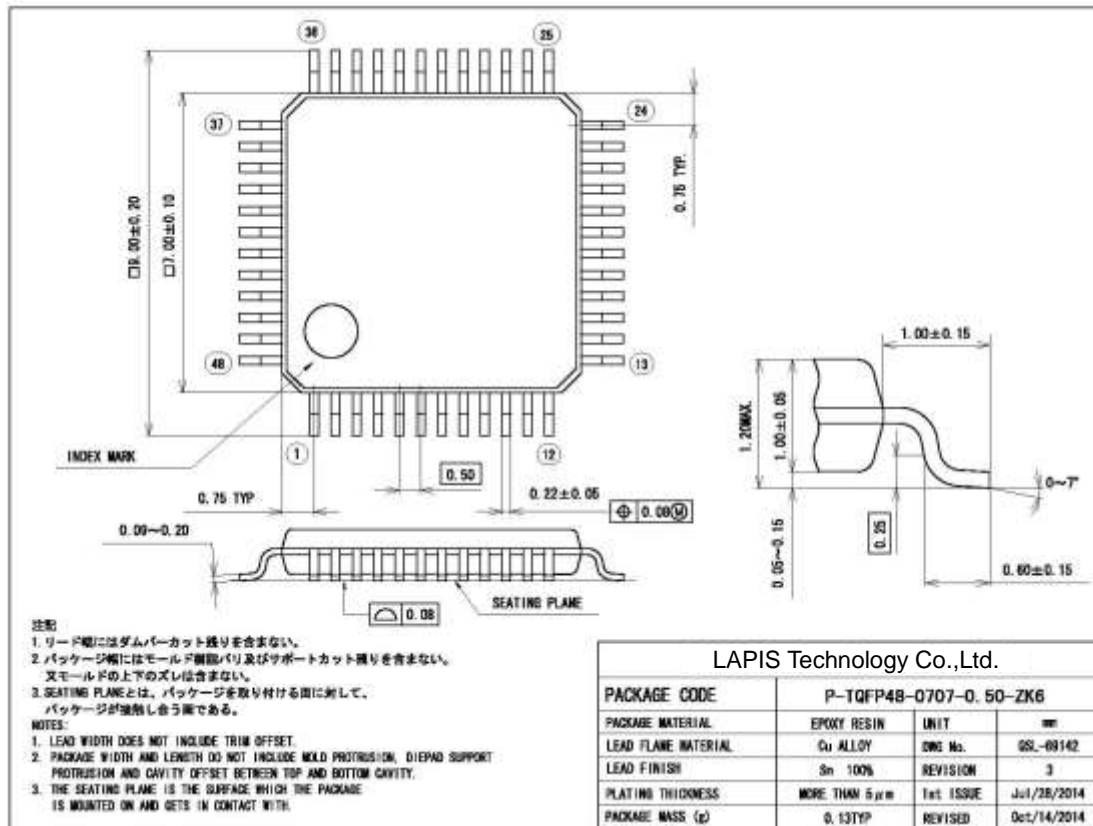 36
25
37
24
48
13
1
12
□9.00±0.20
□7.00±0.10
0.75 TYP.
INDEX MARK
0.50
0.75 TYP
0.22±0.05
⌖ 0.08Ⓜ
0.09~0.20
SEATING PLANE
⌓ 0.08
1.00±0.15
1.20MAX.
1.00±0.05
0.05~0.15
0.25
0~7°
0.60±0.15
注記
1. リード幅にはダムバーカット残りを含まない。
2. パッケージ幅にはモールド樹脂バリ及びサポートカット残りを含まない。
又モールドの上下のズレは含まない。
3. SEATING PLANEとは、パッケージを取り付ける面に対して、
パッケージが接触し合う面である。
NOTES:
1. LEAD WIDTH DOES NOT INCLUDE TRIM OFFSET.
2. PACKAGE WIDTH AND LENGTH DO NOT INCLUDE MOLD PROTRUSION, DIEPAD SUPPORT
PROTRUSION AND CAVITY OFFSET BETWEEN TOP AND BOTTOM CAVITY.
3. THE SEATING PLANE IS THE SURFACE WHICH THE PACKAGE
IS MOUNTED ON AND GETS IN CONTACT WITH.
LAPIS Technology Co.,Ltd.
PACKAGE CODE P-TQFP48-0707-0.50-ZK6
PACKAGE MATERIAL EPOXY RESIN UNIT mm
LEAD FLAME MATERIAL Cu ALLOY DWG No. QSL-69142
LEAD FINISH Sn 100% REVISION 3
PLATING THICKNESS MORE THAN 5μm 1st ISSUE Jul/28/2014
PACKAGE MASS (g) 0.13TYP REVISED Oct/14/2014